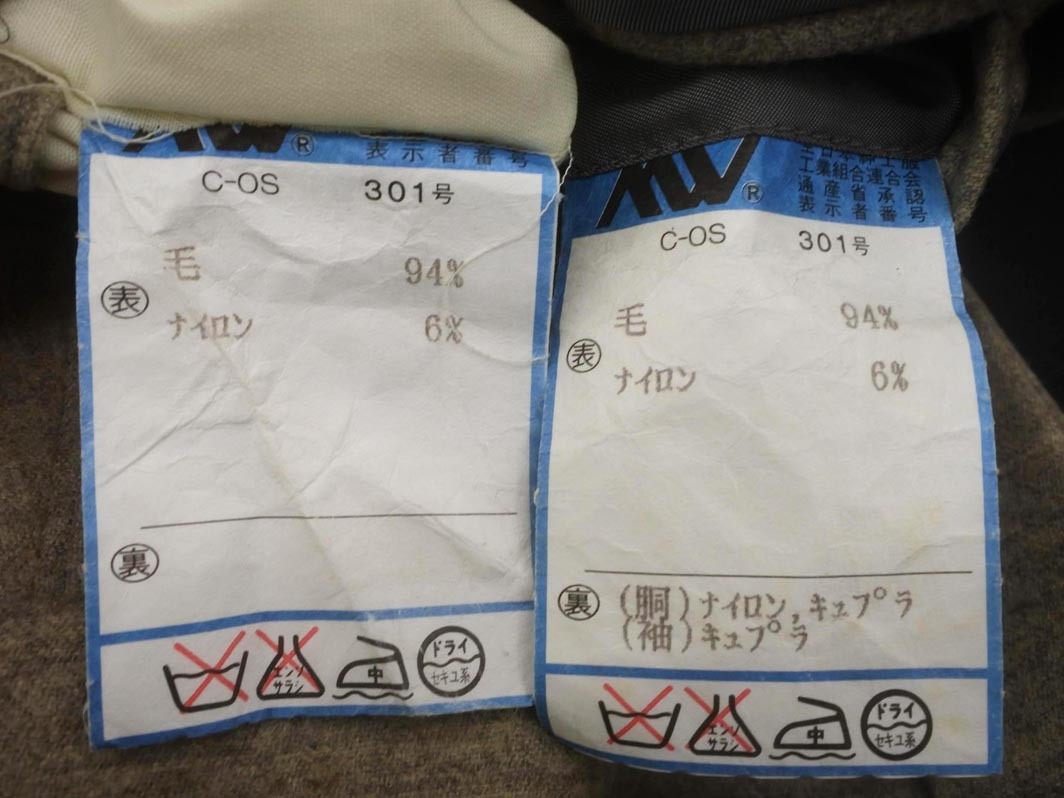 ®
表示者番号
C-OS 301号
毛 94%
表
ナイロン 6%
裏
エンソ
サラシ
中
ドライ
セキユ系
®
工業組合連合会
通産省承認
表示者番号
C-OS 301号
毛 94%
表
ナイロン 6%
裏
(胴)ナイロン,キュプラ
(袖)キュプラ
エンソ
サラシ
中
ドライ
セキユ系